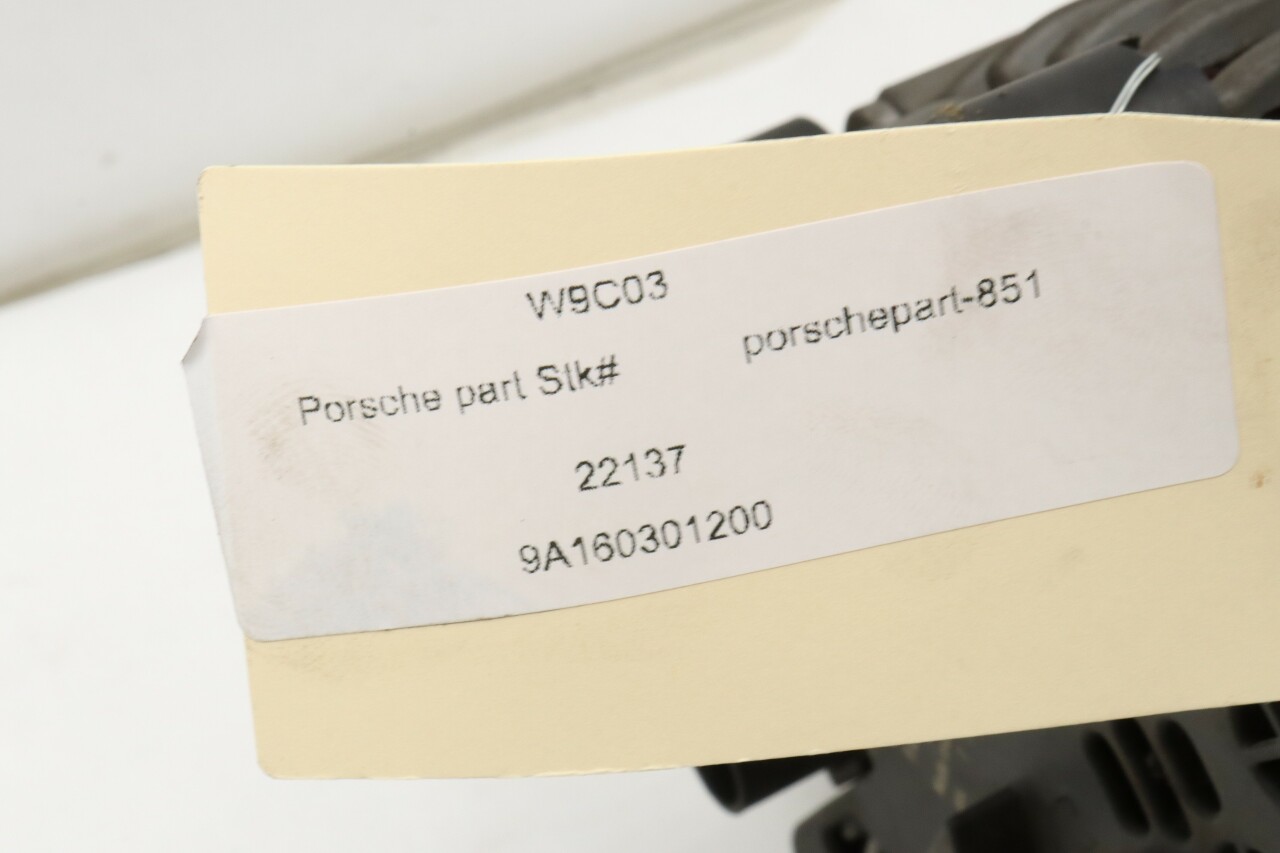 W9C03
Porsche part Stk# porschepart-851
22137
9A160301200